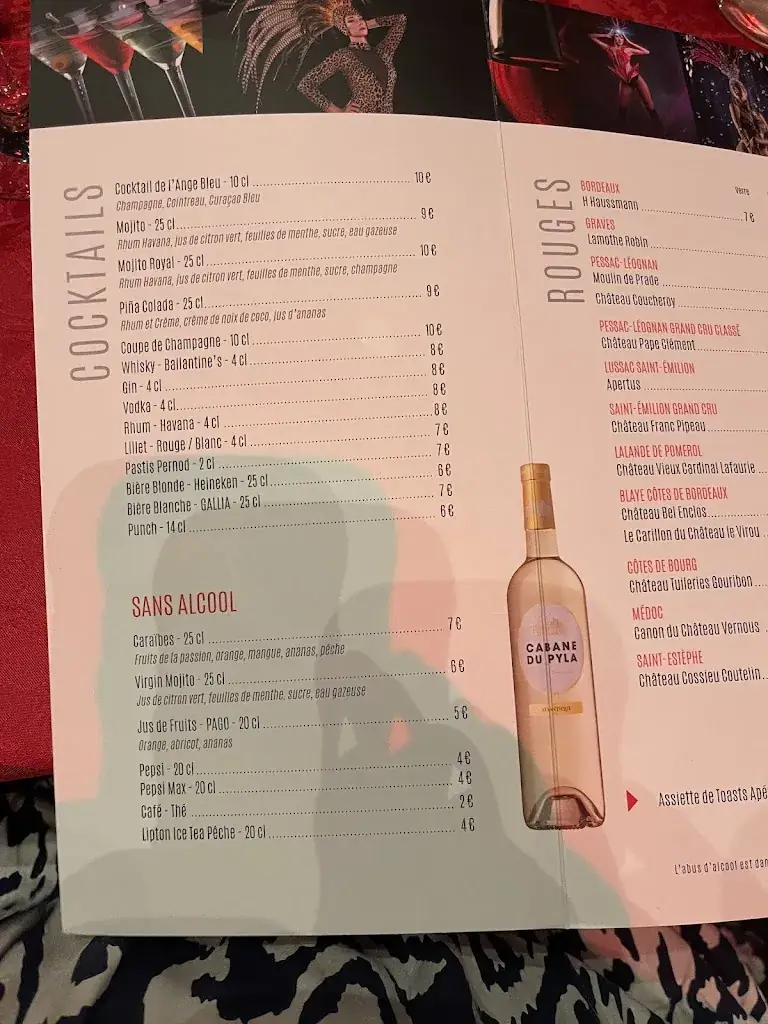 COCKTAILS
Cocktail de l'Ange Bleu - 10 cl 10 €
Champagne, Cointreau, Curaçao Bleu
Mojito - 25 cl 9 €
Rhum Havana, jus de citron vert, feuilles de menthe, sucre, eau gazeuse
Mojito Royal - 25 cl 10 €
Rhum Havana, jus de citron vert, feuilles de menthe, sucre, champagne
Piña Colada - 25 cl 9 €
Rhum et Crème, crème de noix de coco, jus d'ananas
Coupe de Champagne - 10 cl 10 €
Whisky - Ballantine's - 4 cl 8 €
Gin - 4 cl 8 €
Vodka - 4 cl 8 €
Rhum - Havana - 4 cl 8 €
Lillet - Rouge / Blanc - 4 cl 7 €
Pastis Pernod - 2 cl 7 €
Bière Blonde - Heineken - 25 cl 6 €
Bière Blanche - GALLIA - 25 cl 7 €
Punch - 14 cl 6 €
SANS ALCOOL
Caraïbes - 25 cl 7 €
Fruits de la passion, orange, mangue, ananas, pêche
Virgin Mojito - 25 cl 6 €
Jus de citron vert, feuilles de menthe, sucre, eau gazeuse
Jus de Fruits - PAGO - 20 cl 5 €
Orange, abricot, ananas
Pepsi - 20 cl 4 €
Pepsi Max - 20 cl 4 €
Café - Thé 2 €
Lipton Ice Tea Pêche - 20 cl 4 €
ROUGES
Verre
BORDEAUX
H Haussmann 7 €
GRAVES
Lamothe Robin
PESSAC-LÉOGNAN
Moulin de Prade
Château Coucheroy
PESSAC-LÉOGNAN GRAND CRU CLASSÉ
Château Pape Clément
LUSSAC SAINT-ÉMILION
Apertus
SAINT-ÉMILION GRAND CRU
Château Franc Pipeau
LALANDE DE POMEROL
Château Vieux Cardinal Lafaurie
BLAYE CÔTES DE BORDEAUX
Château Bel Enclos
Le Carillon du Château le Virou
CÔTES DE BOURG
Château Tuileries Gouribon
MÉDOC
Canon du Château Vernous
SAINT-ESTÈPHE
Château Cossieu Coutelin
CABANE
DU PYLA
Assiette de Toasts Apé
L'abus d'alcool est dan